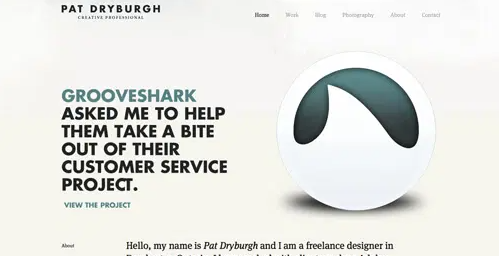 PAT DRYBURGH
CREATIVE PROFESSIONAL
Home Work Blog Photography About Contact
GROOVESHARK
ASKED ME TO HELP
THEM TAKE A BITE
OUT OF THEIR
CUSTOMER SERVICE
PROJECT.
VIEW THE PROJECT
About
Hello, my name is Pat Dryburgh and I am a freelance designer in